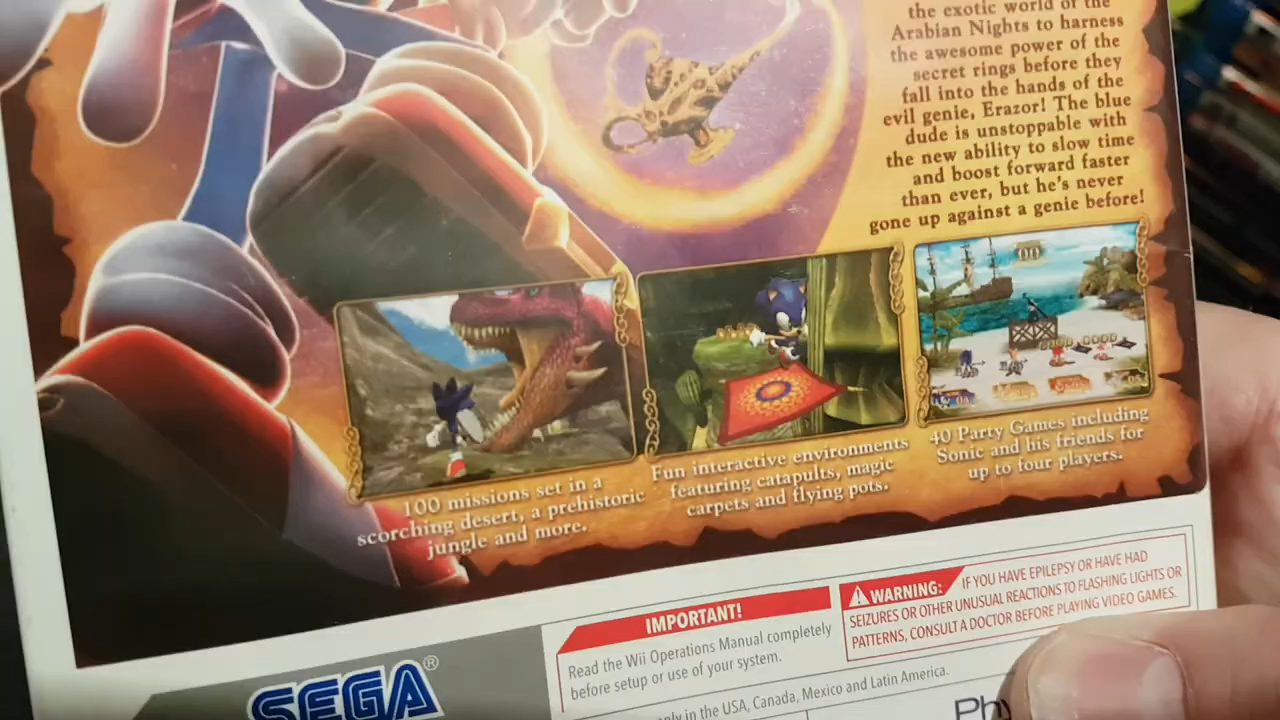 the exotic world of the
Arabian Nights to harness
the awesome power of the
secret rings before they
fall into the hands of the
evil genie, Erazor! The blue
dude is unstoppable with
the new ability to slow time
and boost forward faster
than ever, but he's never
gone up against a genie before!
100 missions set in a
scorching desert, a prehistoric
jungle and more.
Fun interactive environments
featuring catapults, magic
carpets and flying pots.
40 Party Games including
Sonic and his friends for
up to four players.
IMPORTANT!
Read the Wii Operations Manual completely
before setup or use of your system.
WARNING: IF YOU HAVE EPILEPSY OR HAVE HAD
SEIZURES OR OTHER UNUSUAL REACTIONS TO FLASHING LIGHTS OR
PATTERNS, CONSULT A DOCTOR BEFORE PLAYING VIDEO GAMES.
SEGA®
in the USA, Canada, Mexico and Latin America.